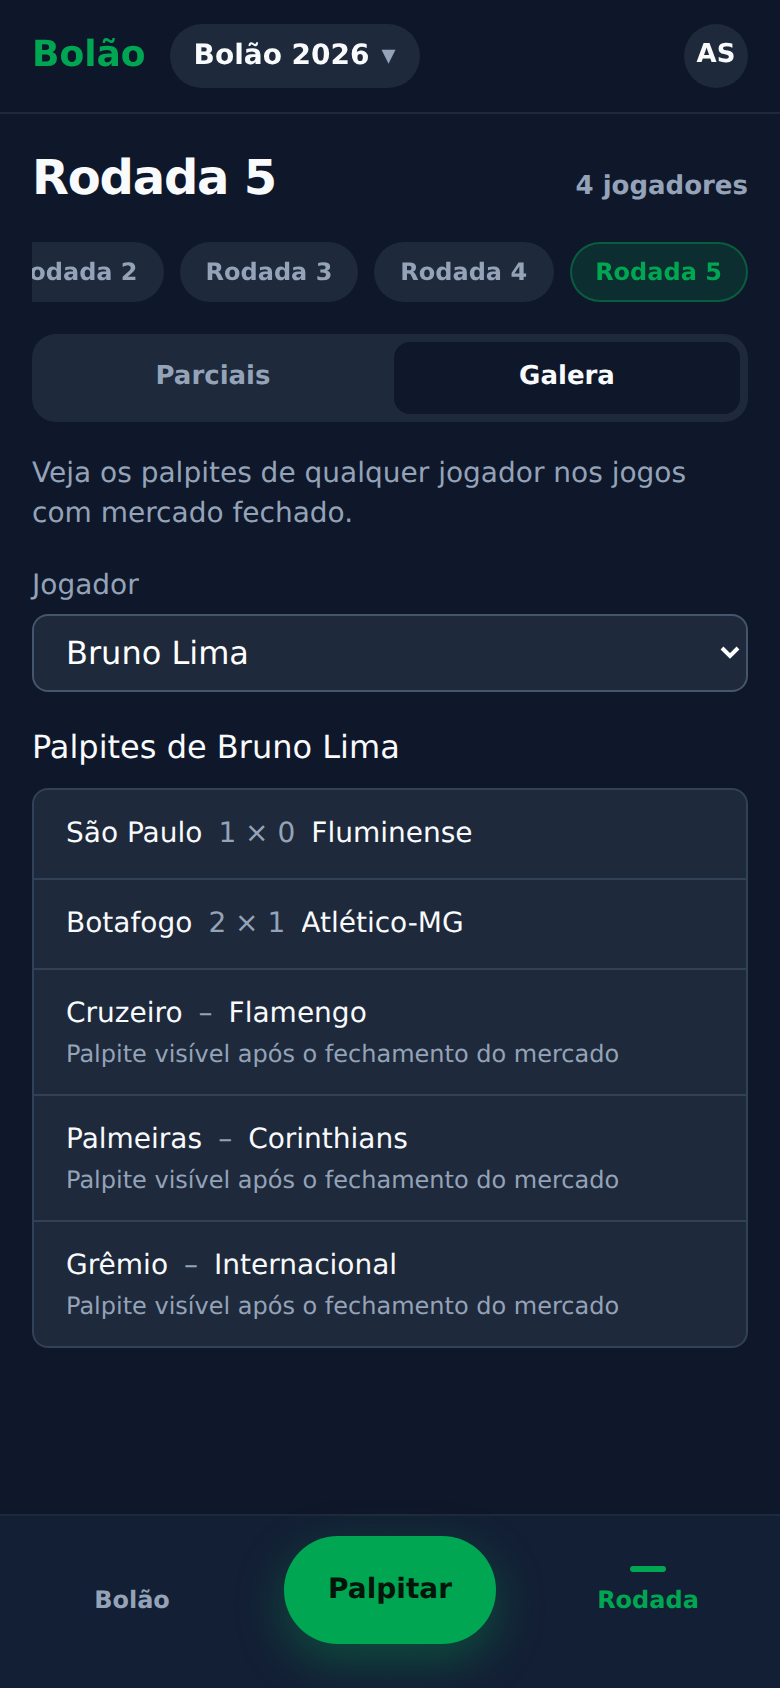 Bolão
Bolão 2026 ▾
AS
Rodada 5
4 jogadores
odada 2
Rodada 3
Rodada 4
Rodada 5
Parciais
Galera
Veja os palpites de qualquer jogador nos jogos
com mercado fechado.
Jogador
Bruno Lima
Palpites de Bruno Lima
São Paulo 1 × 0 Fluminense
Botafogo 2 × 1 Atlético-MG
Cruzeiro – Flamengo
Palpite visível após o fechamento do mercado
Palmeiras – Corinthians
Palpite visível após o fechamento do mercado
Grêmio – Internacional
Palpite visível após o fechamento do mercado
Bolão
Palpitar
Rodada